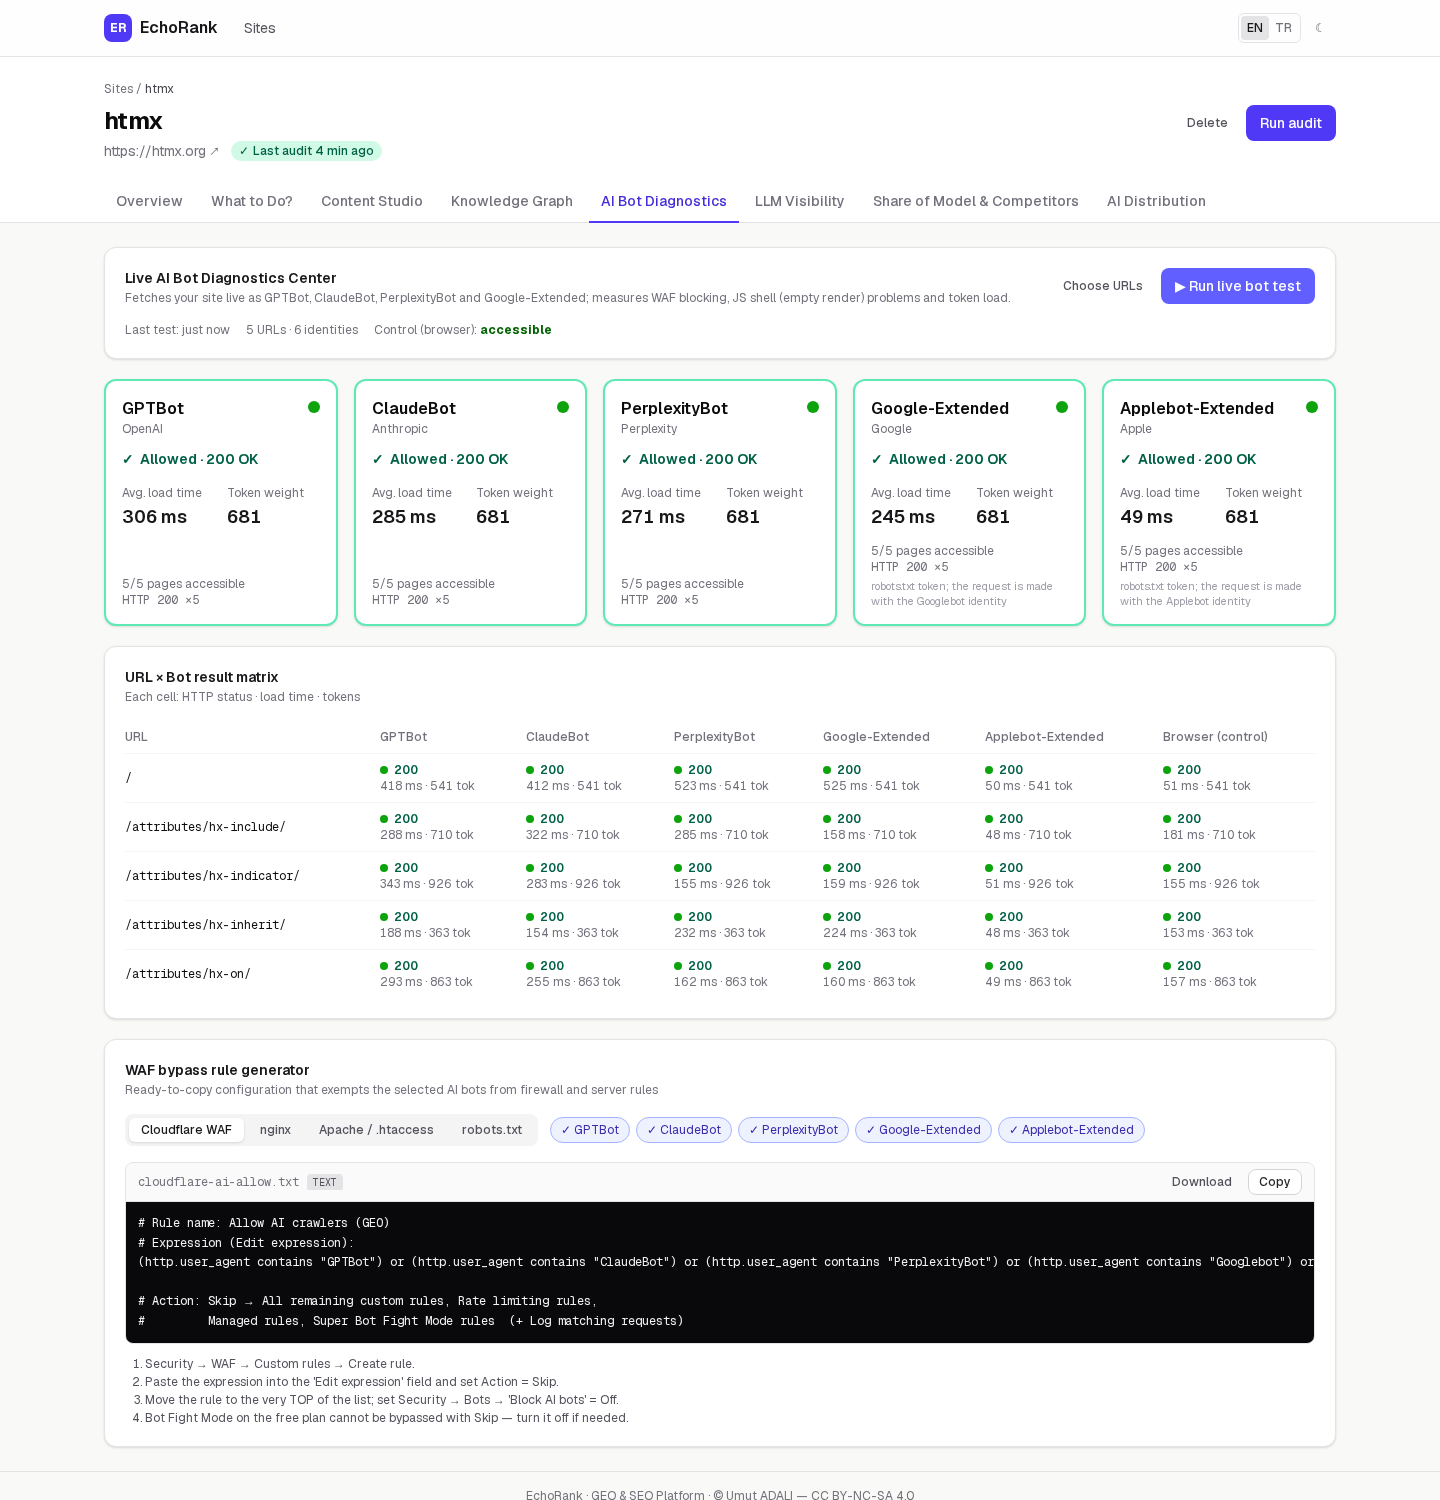 ER EchoRank Sites EN TR
Sites / htmx
htmx
Delete Run audit
https://htmx.org ↗ ✓ Last audit 4 min ago
Overview What to Do? Content Studio Knowledge Graph AI Bot Diagnostics LLM Visibility Share of Model & Competitors AI Distribution
Live AI Bot Diagnostics Center
Fetches your site live as GPTBot, ClaudeBot, PerplexityBot and Google-Extended; measures WAF blocking, JS shell (empty render) problems and token load.
Choose URLs ▶ Run live bot test
Last test: just now 5 URLs · 6 identities Control (browser): accessible
GPTBot
OpenAI
✓ Allowed · 200 OK
Avg. load time Token weight
306 ms 681
5/5 pages accessible
HTTP 200 ×5
ClaudeBot
Anthropic
✓ Allowed · 200 OK
Avg. load time Token weight
285 ms 681
5/5 pages accessible
HTTP 200 ×5
PerplexityBot
Perplexity
✓ Allowed · 200 OK
Avg. load time Token weight
271 ms 681
5/5 pages accessible
HTTP 200 ×5
Google-Extended
Google
✓ Allowed · 200 OK
Avg. load time Token weight
245 ms 681
5/5 pages accessible
HTTP 200 ×5
robots.txt token; the request is made
with the Googlebot identity
Applebot-Extended
Apple
✓ Allowed · 200 OK
Avg. load time Token weight
49 ms 681
5/5 pages accessible
HTTP 200 ×5
robots.txt token; the request is made
with the Applebot identity
URL × Bot result matrix
Each cell: HTTP status · load time · tokens
URL GPTBot ClaudeBot PerplexityBot Google-Extended Applebot-Extended Browser (control)
/ 200 200 200 200 200 200
418 ms · 541 tok 412 ms · 541 tok 523 ms · 541 tok 525 ms · 541 tok 50 ms · 541 tok 51 ms · 541 tok
/attributes/hx-include/ 200 200 200 200 200 200
288 ms · 710 tok 322 ms · 710 tok 285 ms · 710 tok 158 ms · 710 tok 48 ms · 710 tok 181 ms · 710 tok
/attributes/hx-indicator/ 200 200 200 200 200 200
343 ms · 926 tok 283 ms · 926 tok 155 ms · 926 tok 159 ms · 926 tok 51 ms · 926 tok 155 ms · 926 tok
/attributes/hx-inherit/ 200 200 200 200 200 200
188 ms · 363 tok 154 ms · 363 tok 232 ms · 363 tok 224 ms · 363 tok 48 ms · 363 tok 153 ms · 363 tok
/attributes/hx-on/ 200 200 200 200 200 200
293 ms · 863 tok 255 ms · 863 tok 162 ms · 863 tok 160 ms · 863 tok 49 ms · 863 tok 157 ms · 863 tok
WAF bypass rule generator
Ready-to-copy configuration that exempts the selected AI bots from firewall and server rules
Cloudflare WAF nginx Apache / .htaccess robots.txt ✓ GPTBot ✓ ClaudeBot ✓ PerplexityBot ✓ Google-Extended ✓ Applebot-Extended
cloudflare-ai-allow.txt TEXT Download Copy
# Rule name: Allow AI crawlers (GEO)
# Expression (Edit expression):
(http.user_agent contains "GPTBot") or (http.user_agent contains "ClaudeBot") or (http.user_agent contains "PerplexityBot") or (http.user_agent contains "Googlebot") or
# Action: Skip → All remaining custom rules, Rate limiting rules,
# Managed rules, Super Bot Fight Mode rules (+ Log matching requests)
1. Security → WAF → Custom rules → Create rule.
2. Paste the expression into the 'Edit expression' field and set Action = Skip.
3. Move the rule to the very TOP of the list; set Security → Bots → 'Block AI bots' = Off.
4. Bot Fight Mode on the free plan cannot be bypassed with Skip — turn it off if needed.
EchoRank · GEO & SEO Platform · © Umut ADALI — CC BY-NC-SA 4.0